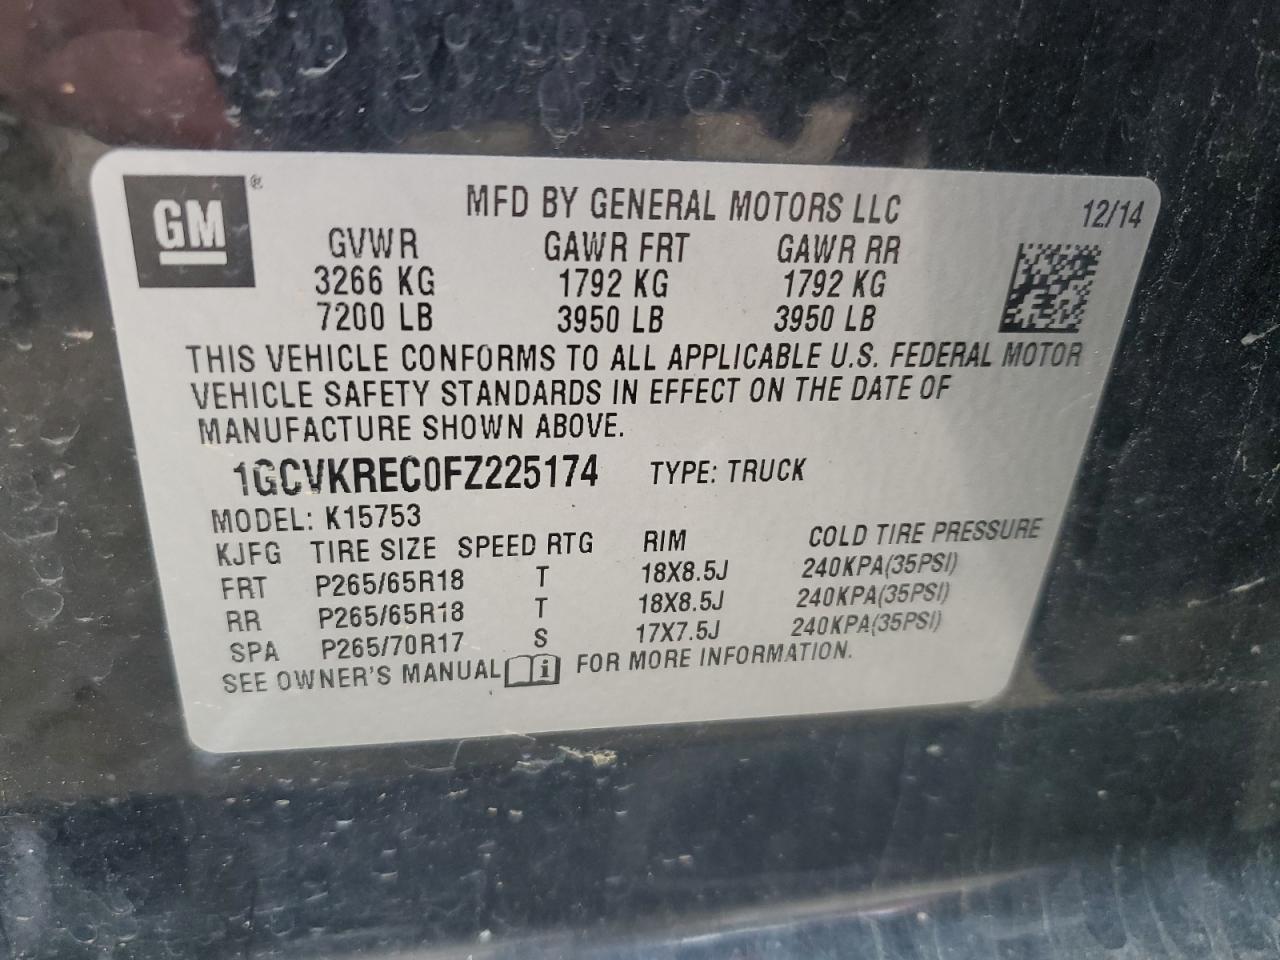 GM®
MFD BY GENERAL MOTORS LLC
12/14
GVWR GAWR FRT GAWR RR
3266 KG 1792 KG 1792 KG
7200 LB 3950 LB 3950 LB
THIS VEHICLE CONFORMS TO ALL APPLICABLE U.S. FEDERAL MOTOR
VEHICLE SAFETY STANDARDS IN EFFECT ON THE DATE OF
MANUFACTURE SHOWN ABOVE.
1GCVKREC0FZ225174 TYPE: TRUCK
MODEL: K15753
KJFG TIRE SIZE SPEED RTG RIM COLD TIRE PRESSURE
FRT P265/65R18 T 18X8.5J 240KPA(35PSI)
RR P265/65R18 T 18X8.5J 240KPA(35PSI)
SPA P265/70R17 S 17X7.5J 240KPA(35PSI)
SEE OWNER'S MANUAL i FOR MORE INFORMATION.